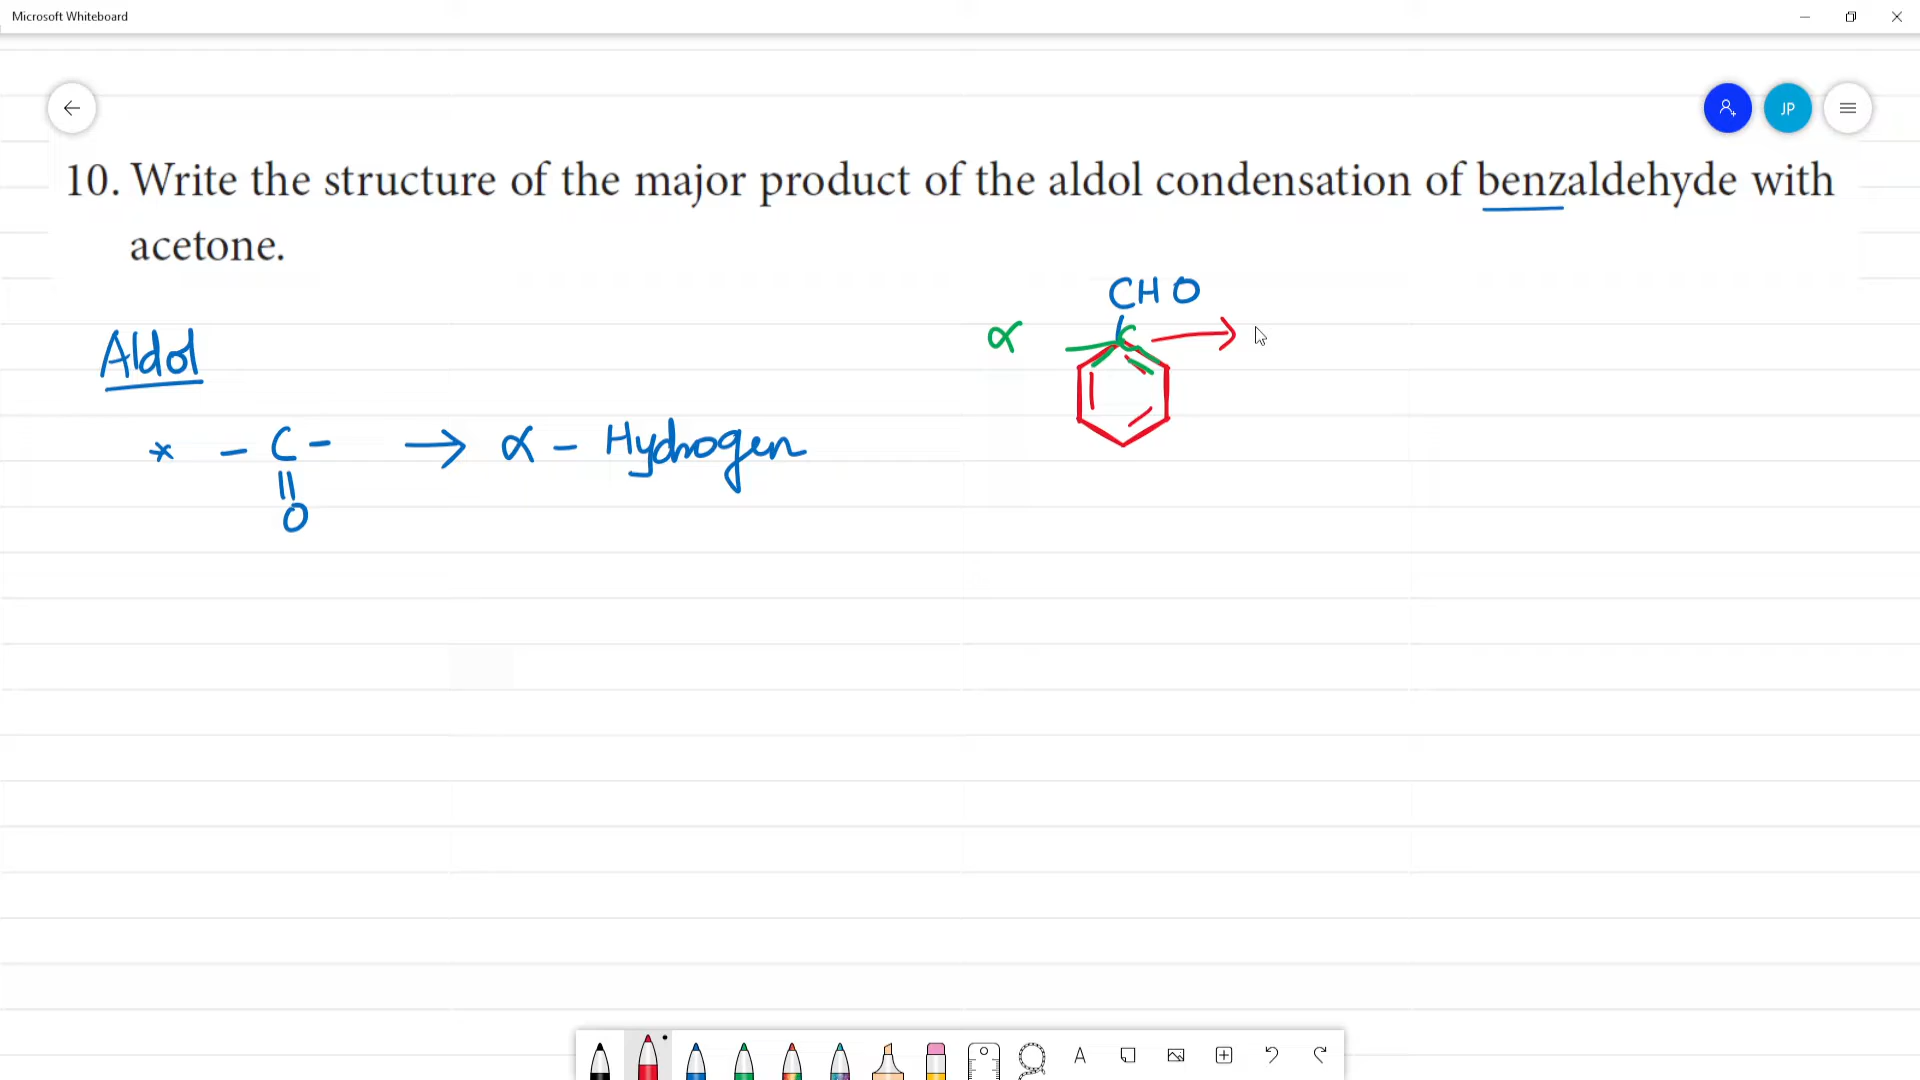 Microsoft Whiteboard
JP
10. Write the structure of the major product of the aldol condensation of benzaldehyde with
acetone.
CHO
α C
Aldol
* - C - → α - Hydrogen
O
A